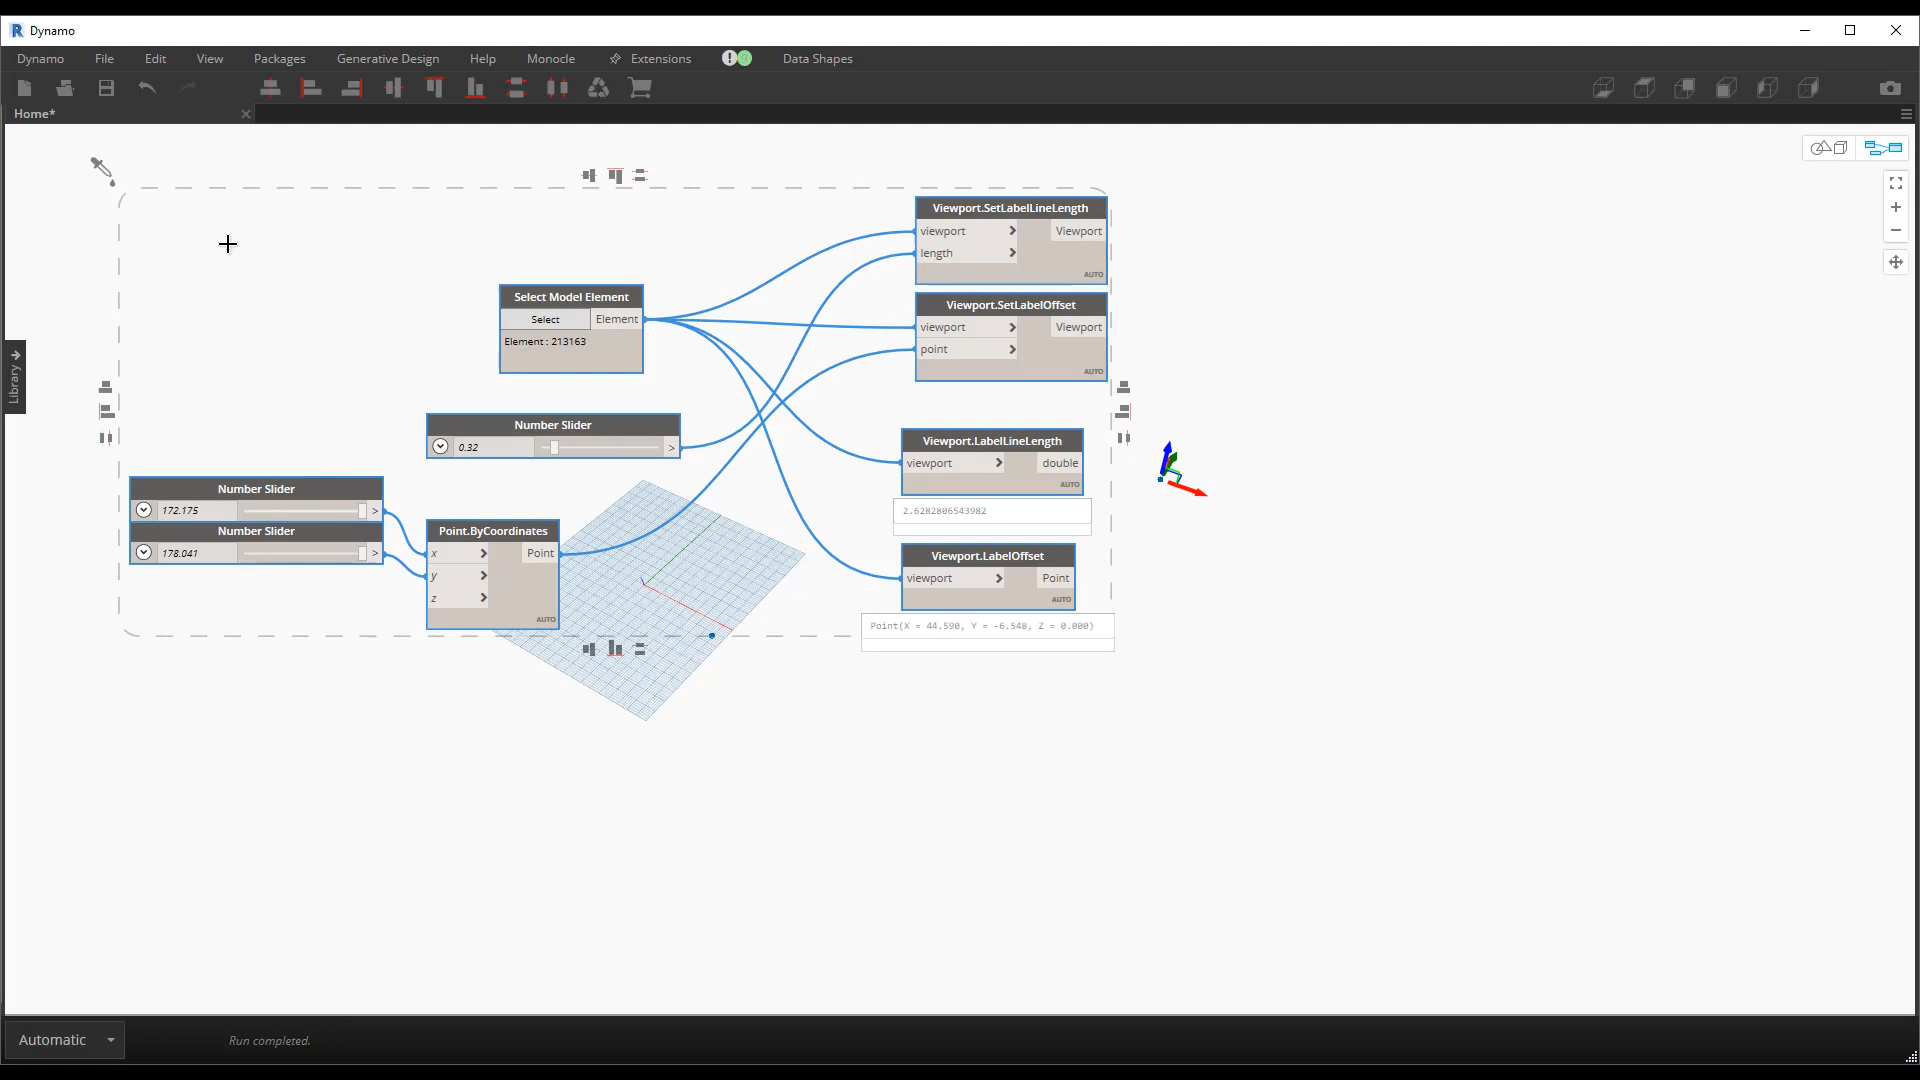 Dynamo
Dynamo File Edit View Packages Generative Design Help Monocle Extensions Data Shapes
Home*
Library
Viewport.SetLabelLineLength
viewport > Viewport
length >
AUTO
Select Model Element
Select Element
Element : 213163
Viewport.SetLabelOffset
viewport > Viewport
point >
AUTO
Number Slider
0.32 >
Viewport.LabelLineLength
viewport > double
AUTO
2.6282806543982
Number Slider
172.175 >
Number Slider
178.041 >
Point.ByCoordinates
x > Point
y >
z >
AUTO
Viewport.LabelOffset
viewport > Point
AUTO
Point(X = 44.590, Y = -6.548, Z = 0.000)
Automatic
Run completed.